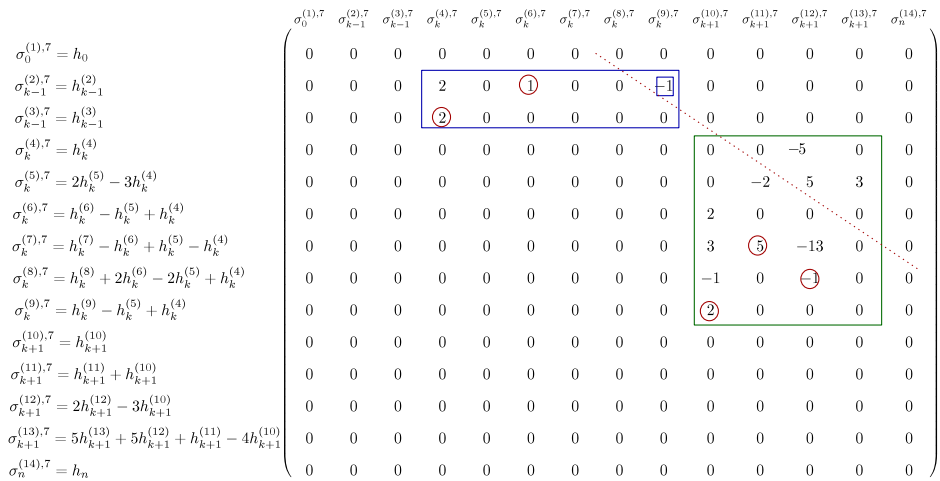 σ_0^{(1),7} σ_{k-1}^{(2),7} σ_{k-1}^{(3),7} σ_k^{(4),7} σ_k^{(5),7} σ_k^{(6),7} σ_k^{(7),7} σ_k^{(8),7} σ_k^{(9),7} σ_{k+1}^{(10),7} σ_{k+1}^{(11),7} σ_{k+1}^{(12),7} σ_{k+1}^{(13),7} σ_n^{(14),7}
σ_0^{(1),7} = h_0 0 0 0 0 0 0 0 0 0 0 0 0 0 0
σ_{k-1}^{(2),7} = h_{k-1}^{(2)} 0 0 0 2 0 1 0 0 −1 0 0 0 0 0
σ_{k-1}^{(3),7} = h_{k-1}^{(3)} 0 0 0 2 0 0 0 0 0 0 0 0 0 0
σ_k^{(4),7} = h_k^{(4)} 0 0 0 0 0 0 0 0 0 0 0 −5 0 0
σ_k^{(5),7} = 2h_k^{(5)} − 3h_k^{(4)} 0 0 0 0 0 0 0 0 0 0 −2 5 3 0
σ_k^{(6),7} = h_k^{(6)} − h_k^{(5)} + h_k^{(4)} 0 0 0 0 0 0 0 0 0 2 0 0 0 0
σ_k^{(7),7} = h_k^{(7)} − h_k^{(6)} + h_k^{(5)} − h_k^{(4)} 0 0 0 0 0 0 0 0 0 3 5 −13 0 0
σ_k^{(8),7} = h_k^{(8)} + 2h_k^{(6)} − 2h_k^{(5)} + h_k^{(4)} 0 0 0 0 0 0 0 0 0 −1 0 −1 0 0
σ_k^{(9),7} = h_k^{(9)} − h_k^{(5)} + h_k^{(4)} 0 0 0 0 0 0 0 0 0 2 0 0 0 0
σ_{k+1}^{(10),7} = h_{k+1}^{(10)} 0 0 0 0 0 0 0 0 0 0 0 0 0 0
σ_{k+1}^{(11),7} = h_{k+1}^{(11)} + h_{k+1}^{(10)} 0 0 0 0 0 0 0 0 0 0 0 0 0 0
σ_{k+1}^{(12),7} = 2h_{k+1}^{(12)} − 3h_{k+1}^{(10)} 0 0 0 0 0 0 0 0 0 0 0 0 0 0
σ_{k+1}^{(13),7} = 5h_{k+1}^{(13)} + 5h_{k+1}^{(12)} + h_{k+1}^{(11)} − 4h_{k+1}^{(10)} 0 0 0 0 0 0 0 0 0 0 0 0 0 0
σ_n^{(14),7} = h_n 0 0 0 0 0 0 0 0 0 0 0 0 0 0